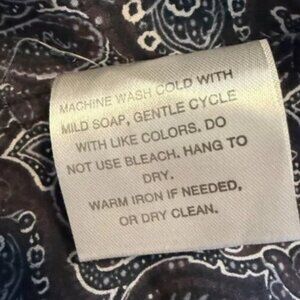 MACHINE WASH COLD WITH
MILD SOAP, GENTLE CYCLE
WITH LIKE COLORS. DO
NOT USE BLEACH. HANG TO
DRY.
WARM IRON IF NEEDED,
OR DRY CLEAN.